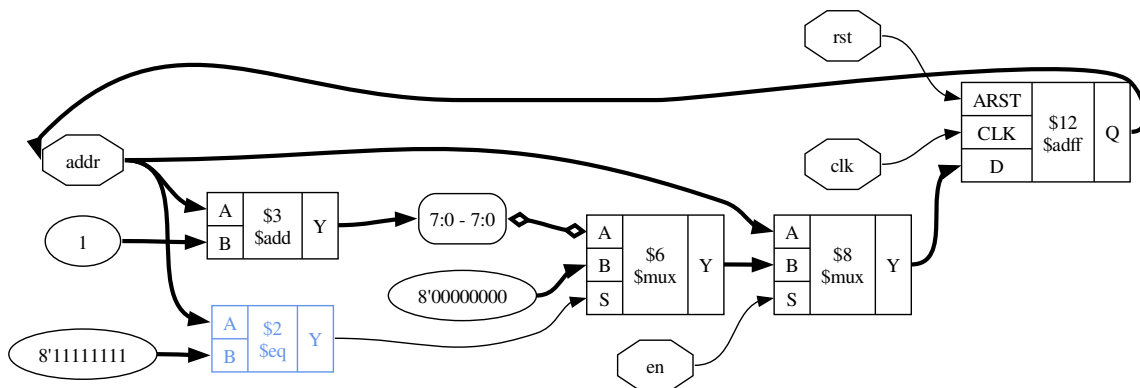 rst
ARST
CLK
D
$12
$adff
Q
clk
addr
A
B
$3
$add
Y
7:0 - 7:0
1
A
B
S
$6
$mux
Y
A
B
S
$8
$mux
Y
8'00000000
A
B
$2
$eq
Y
8'11111111
en